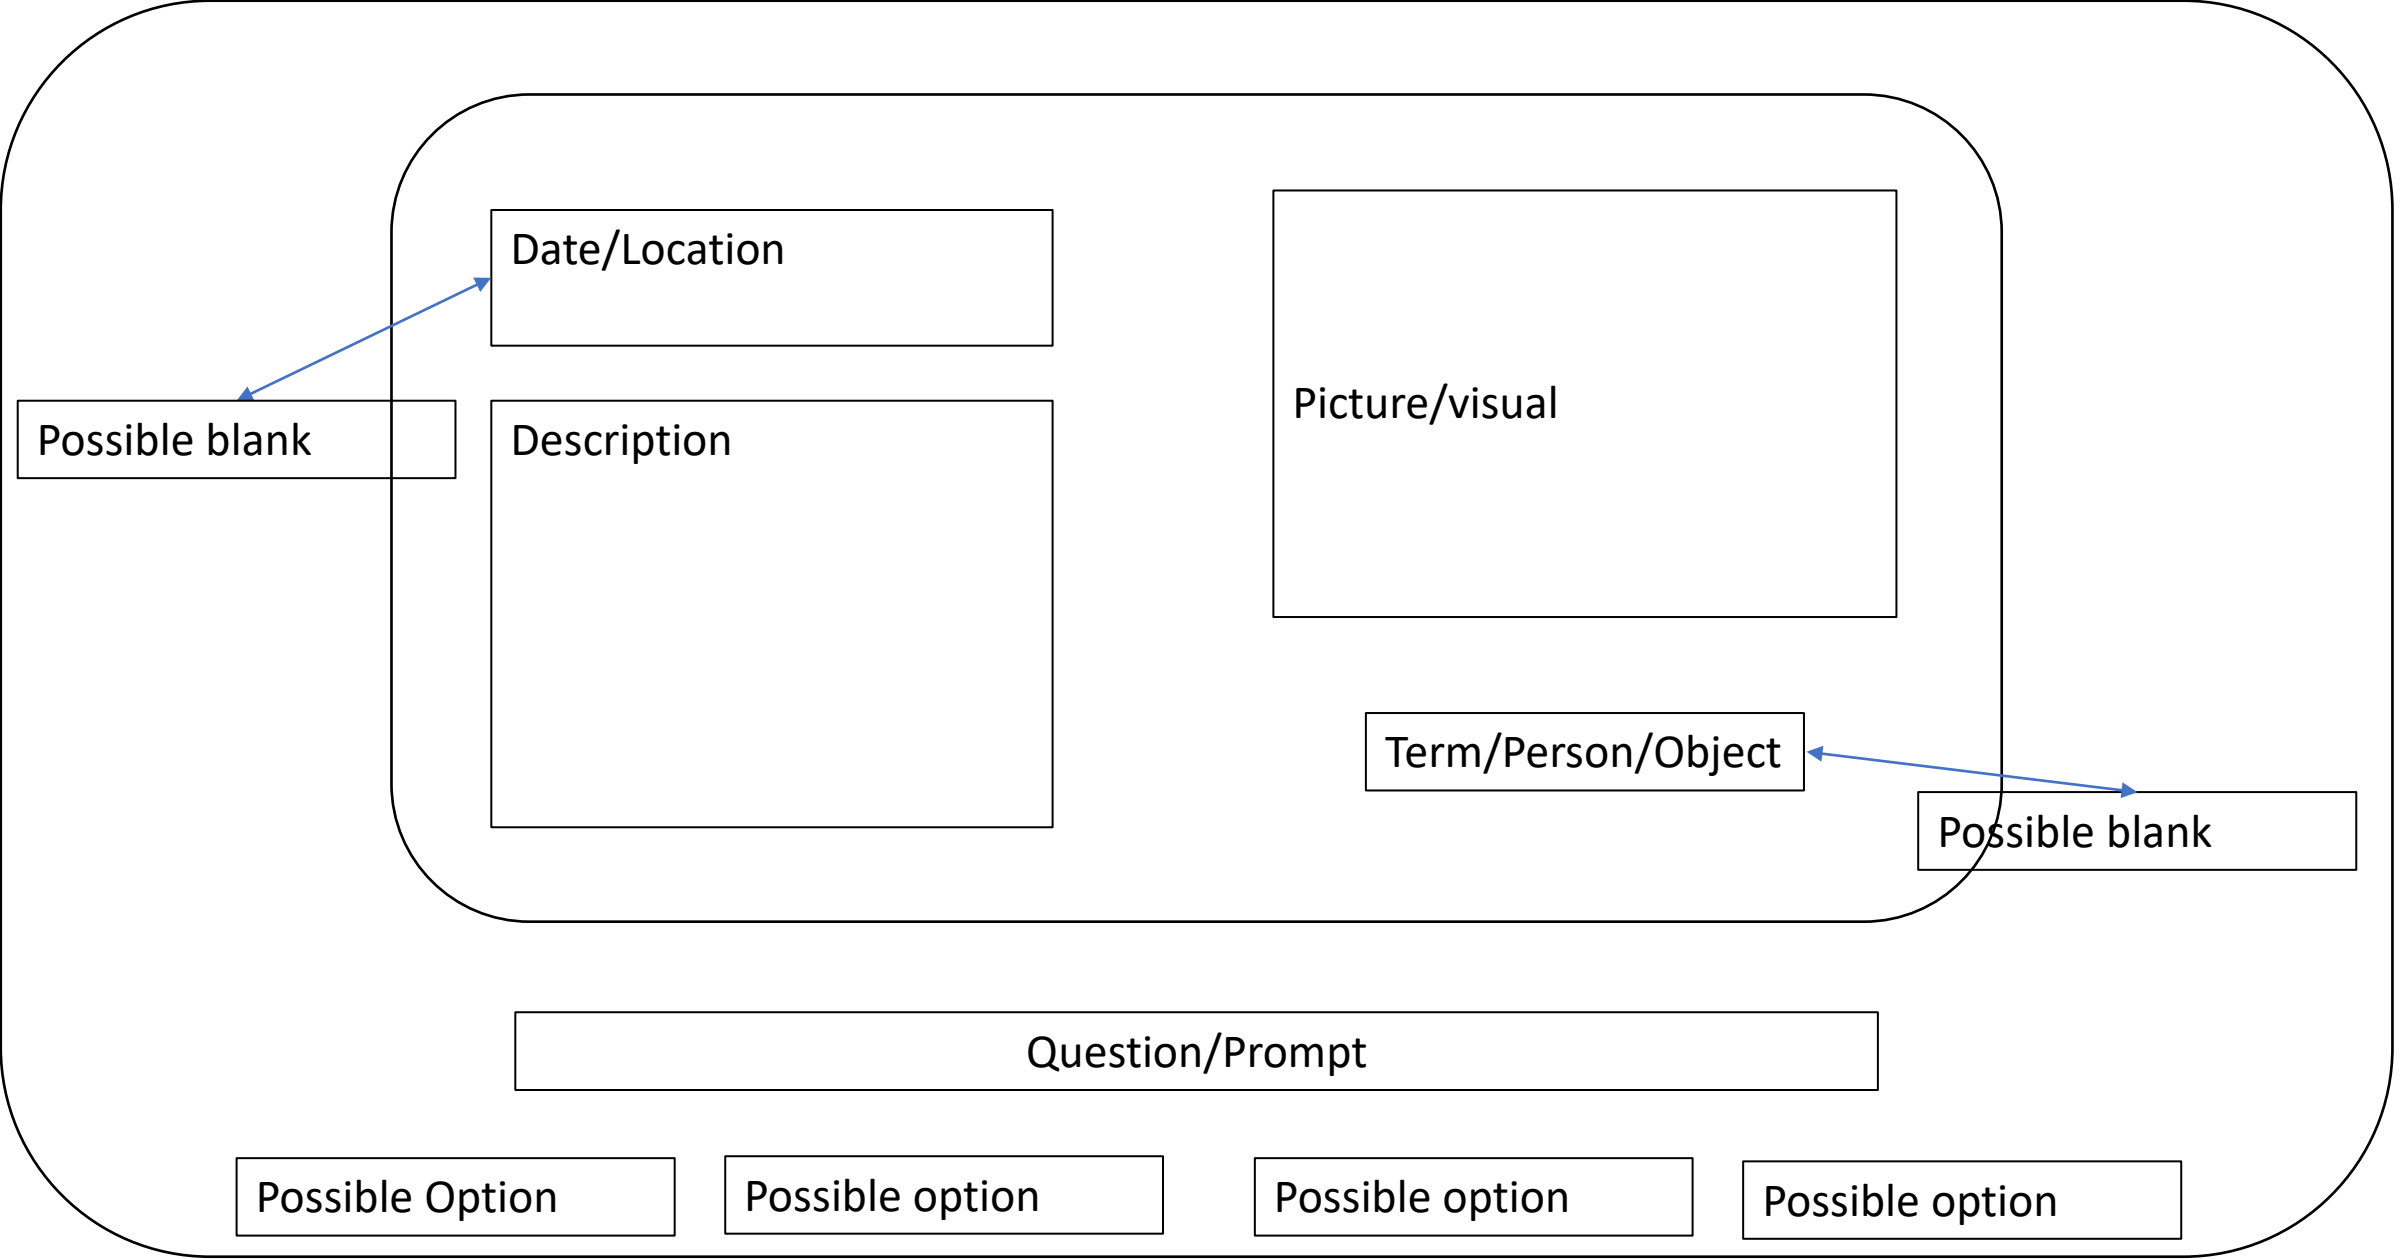 Date/Location
Picture/visual
Possible blank
Description
Term/Person/Object
Possible blank
Question/Prompt
Possible Option
Possible option
Possible option
Possible option